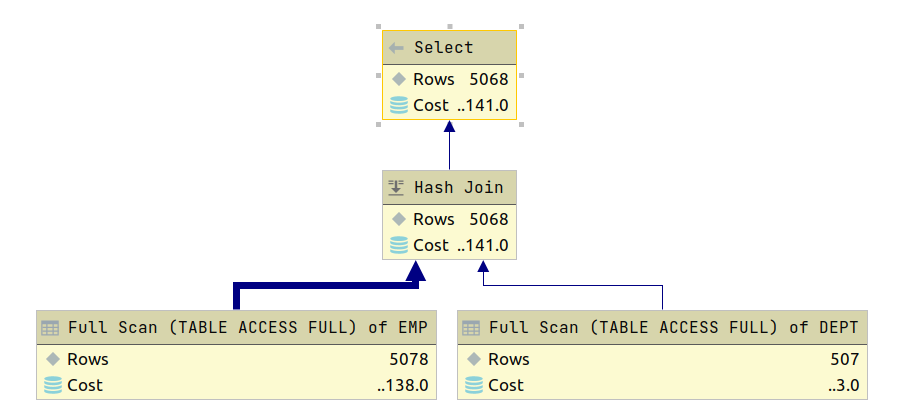 Select
Rows 5068
Cost ..141.0
Hash Join
Rows 5068
Cost ..141.0
Full Scan (TABLE ACCESS FULL) of EMP
Rows 5078
Cost ..138.0
Full Scan (TABLE ACCESS FULL) of DEPT
Rows 507
Cost ..3.0